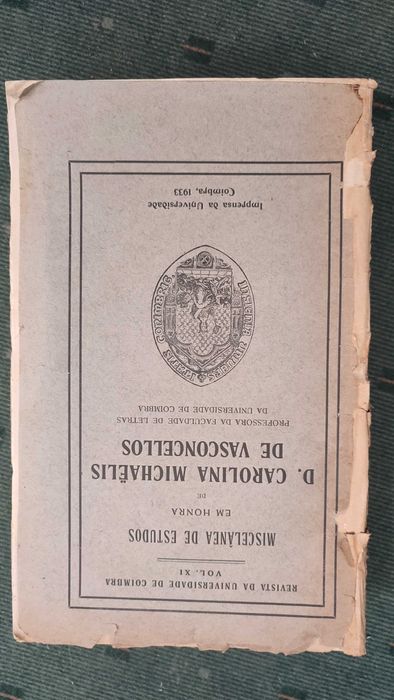 REVISTA DA UNIVERSIDADE DE COIMBRA
VOL. XI
MISCELÂNEA DE ESTUDOS
EM HONRA
DE
D. CAROLINA MICHAËLIS
DE VASCONCELLOS
PROFESSORA DA FACULDADE DE LETRAS
DA UNIVERSIDADE DE COIMBRA
Imprensa da Universidade
Coimbra, 1933